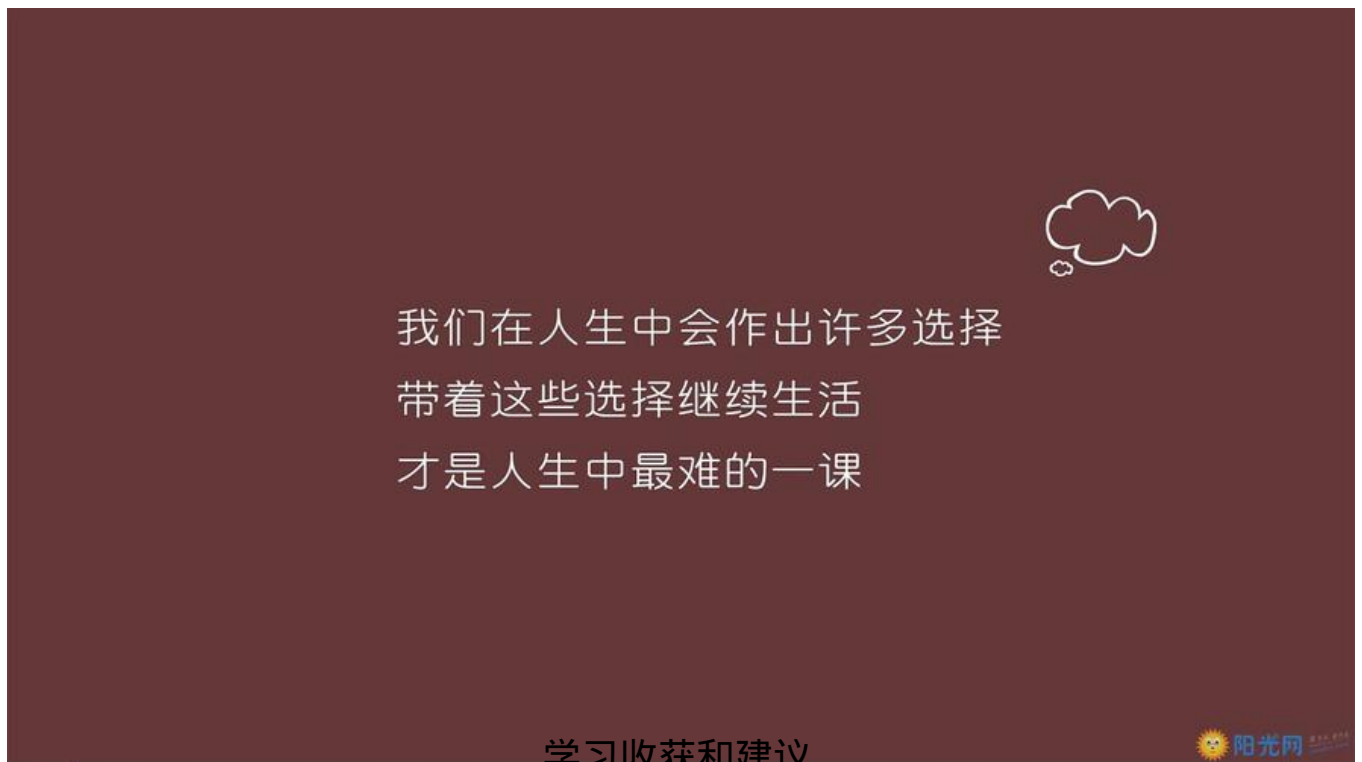 我们在人生中会作出许多选择
带着这些选择继续生活
才是人生中最难的一课
学习收获和建议
阳光网